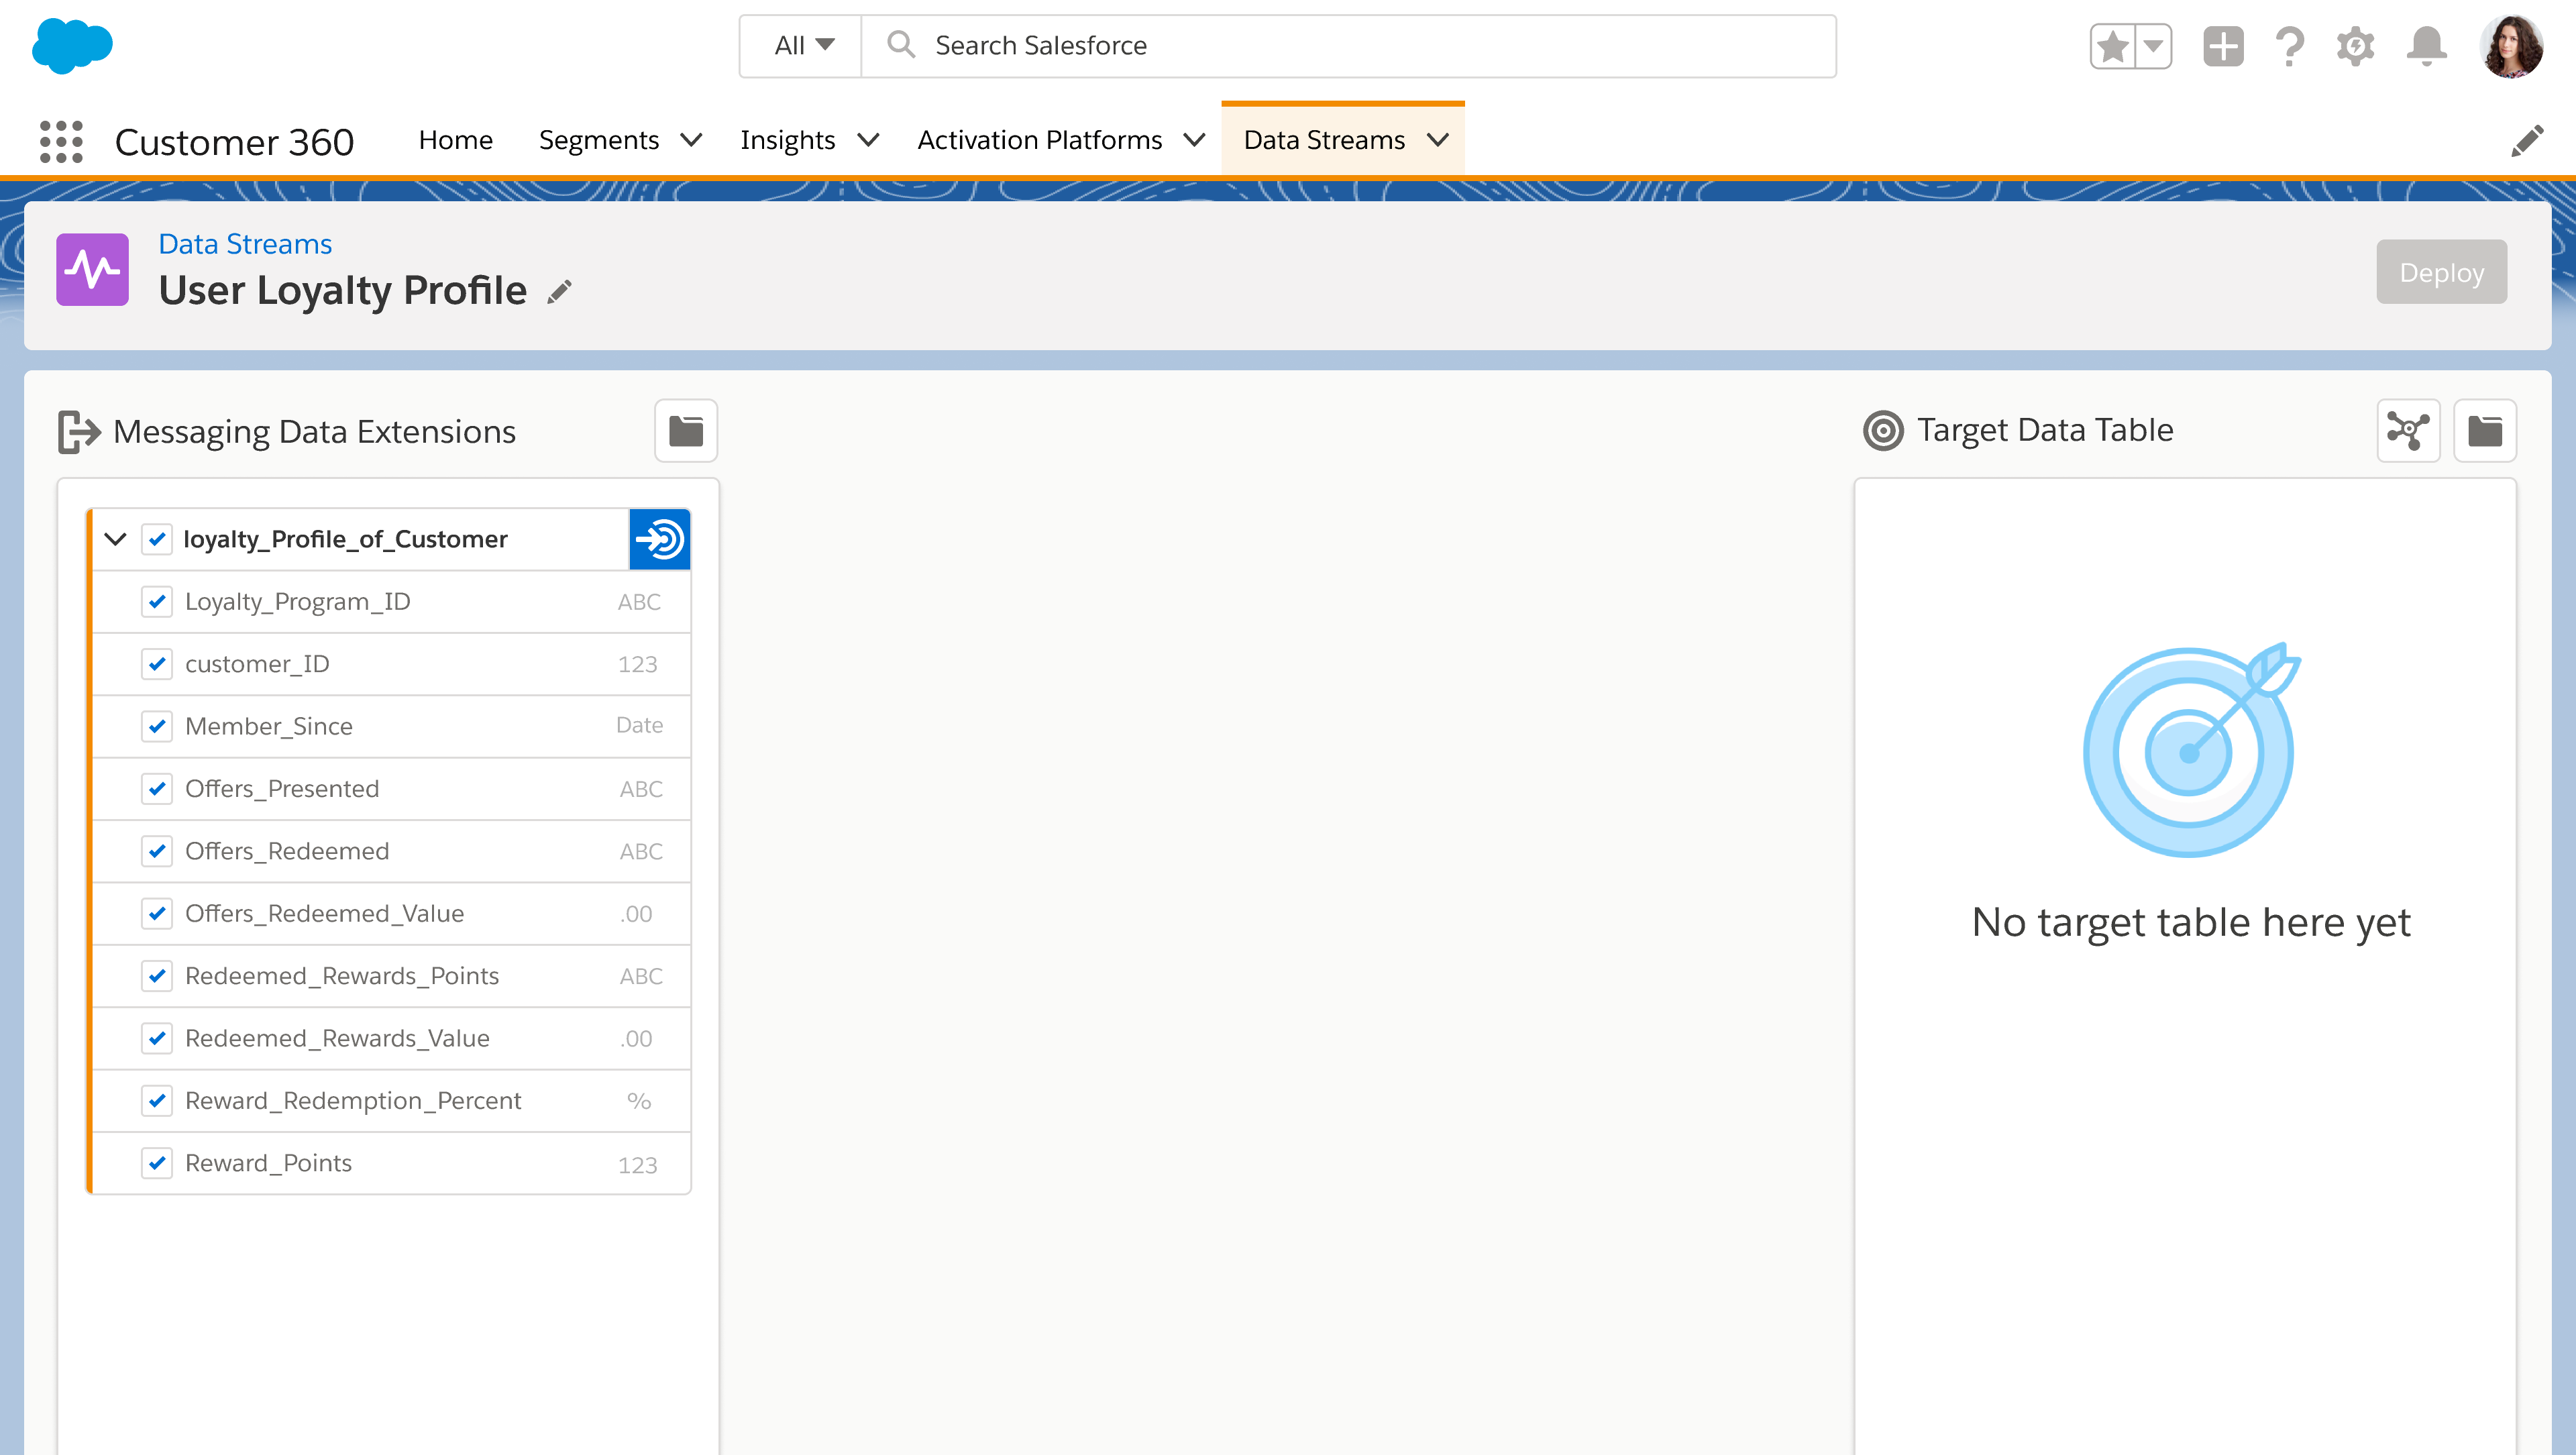 All
Search Salesforce
Customer 360
Home
Segments
Insights
Activation Platforms
Data Streams
Data Streams
User Loyalty Profile
Deploy
Messaging Data Extensions
loyalty_Profile_of_Customer
Loyalty_Program_ID ABC
customer_ID 123
Member_Since Date
Offers_Presented ABC
Offers_Redeemed ABC
Offers_Redeemed_Value .00
Redeemed_Rewards_Points ABC
Redeemed_Rewards_Value .00
Reward_Redemption_Percent %
Reward_Points 123
Target Data Table
No target table here yet